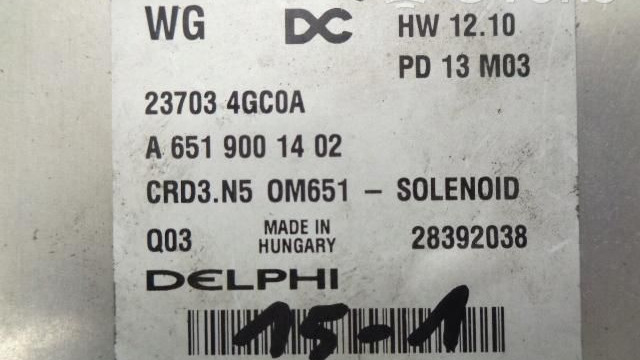 WG DC HW 12.10
PD 13 M03
23703 4GC0A
A 651 900 14 02
CRD3.N5 OM651 - SOLENOID
Q03 MADE IN HUNGARY 28392038
DELPHI
15-1